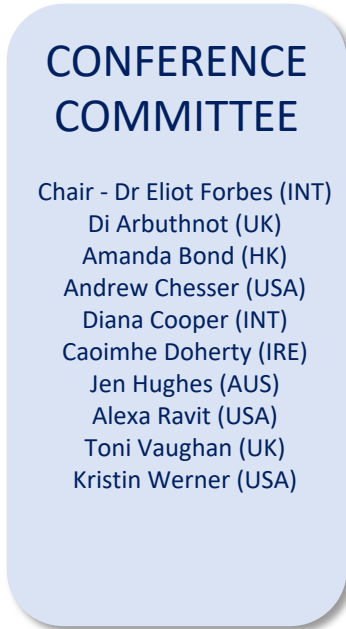 CONFERENCE
COMMITTEE
Chair - Dr Eliot Forbes (INT)
Di Arbuthnot (UK)
Amanda Bond (HK)
Andrew Chesser (USA)
Diana Cooper (INT)
Caoimhe Doherty (IRE)
Jen Hughes (AUS)
Alexa Ravit (USA)
Toni Vaughan (UK)
Kristin Werner (USA)